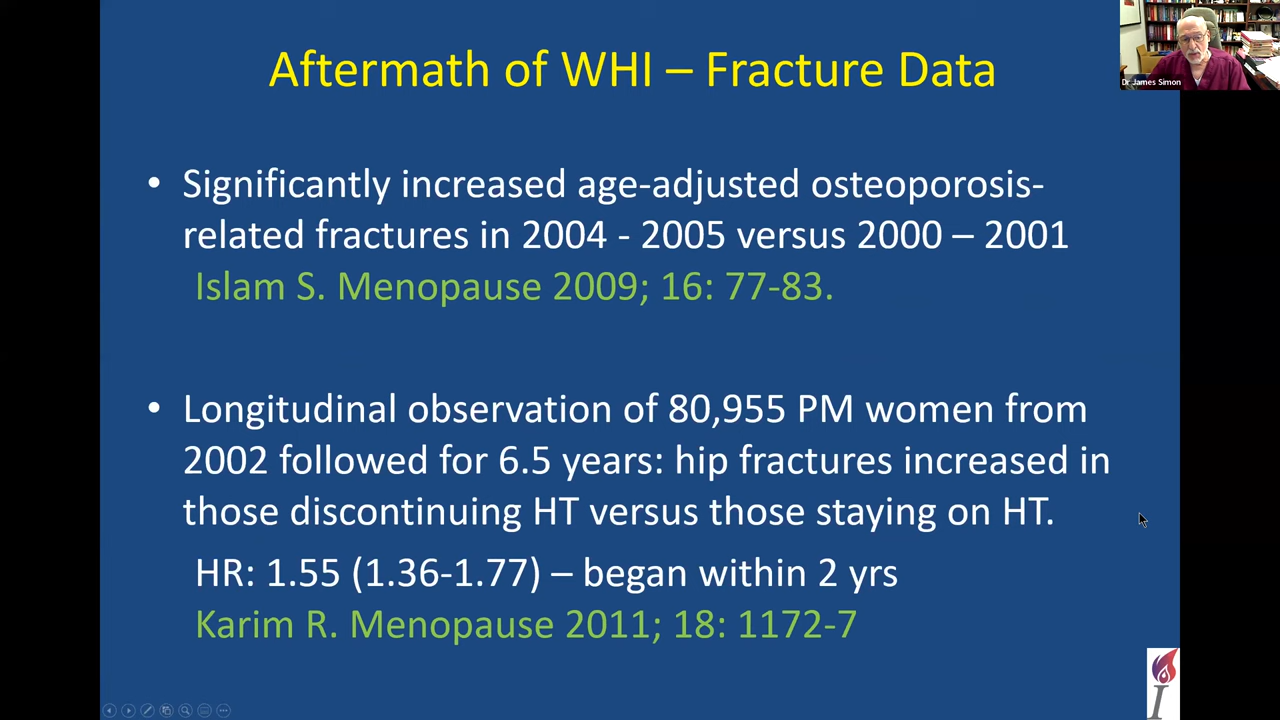 Aftermath of WHI – Fracture Data
Dr James Simon
• Significantly increased age-adjusted osteoporosis-
related fractures in 2004 - 2005 versus 2000 – 2001
Islam S. Menopause 2009; 16: 77-83.
• Longitudinal observation of 80,955 PM women from
2002 followed for 6.5 years: hip fractures increased in
those discontinuing HT versus those staying on HT.
HR: 1.55 (1.36-1.77) – began within 2 yrs
Karim R. Menopause 2011; 18: 1172-7
I